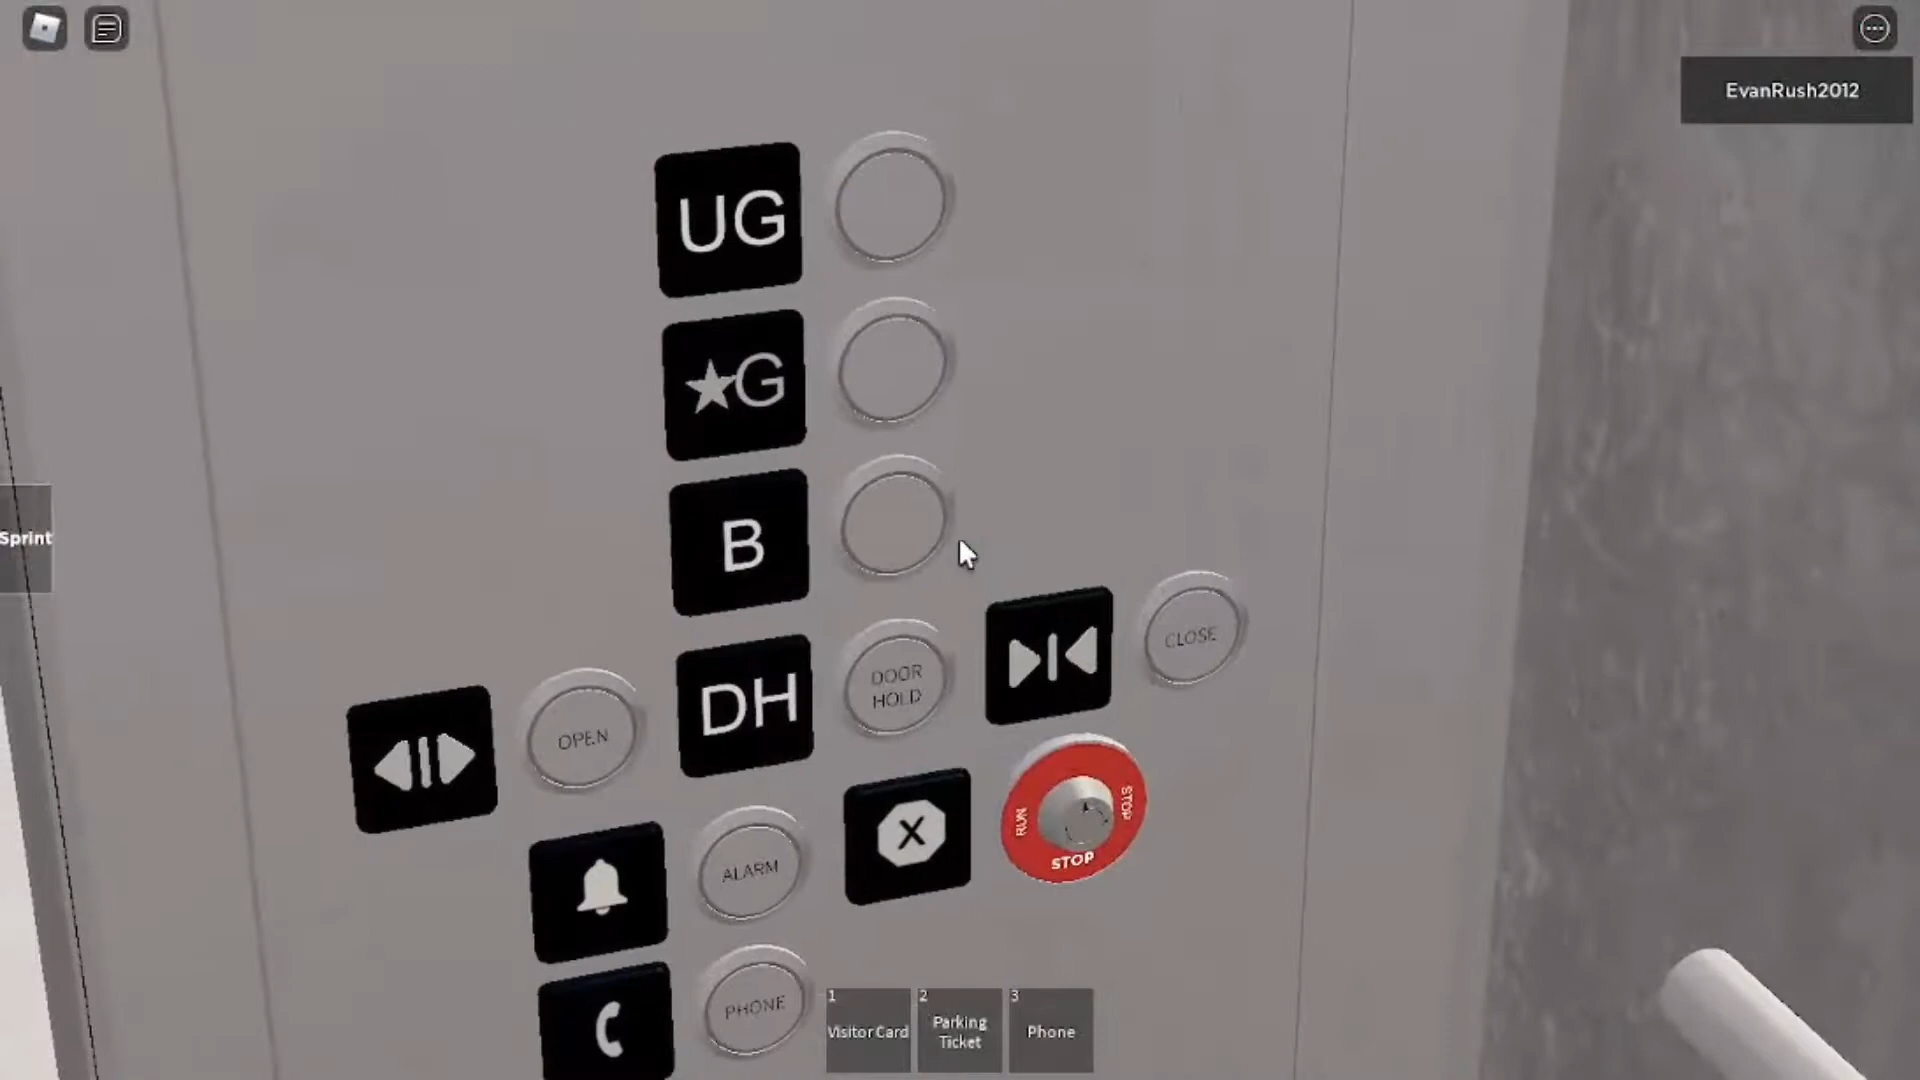 EvanRush2012
UG
★G
B
Sprint
CLOSE
DH
DOOR
HOLD
OPEN
RUN
STOP
STOP
X
ALARM
PHONE
1
Visitor Card
2
Parking
Ticket
3
Phone